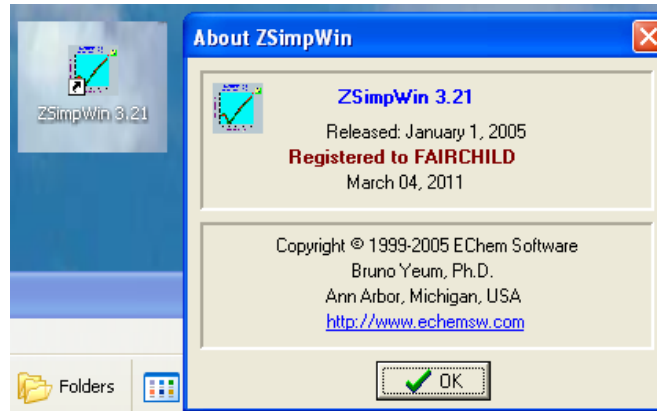 ZSimpWin 3.21
About ZSimpWin
ZSimpWin 3.21
Released: January 1, 2005
Registered to FAIRCHILD
March 04, 2011
Copyright © 1999-2005 EChem Software
Bruno Yeum, Ph.D.
Ann Arbor, Michigan, USA
http://www.echemsw.com
OK
Folders